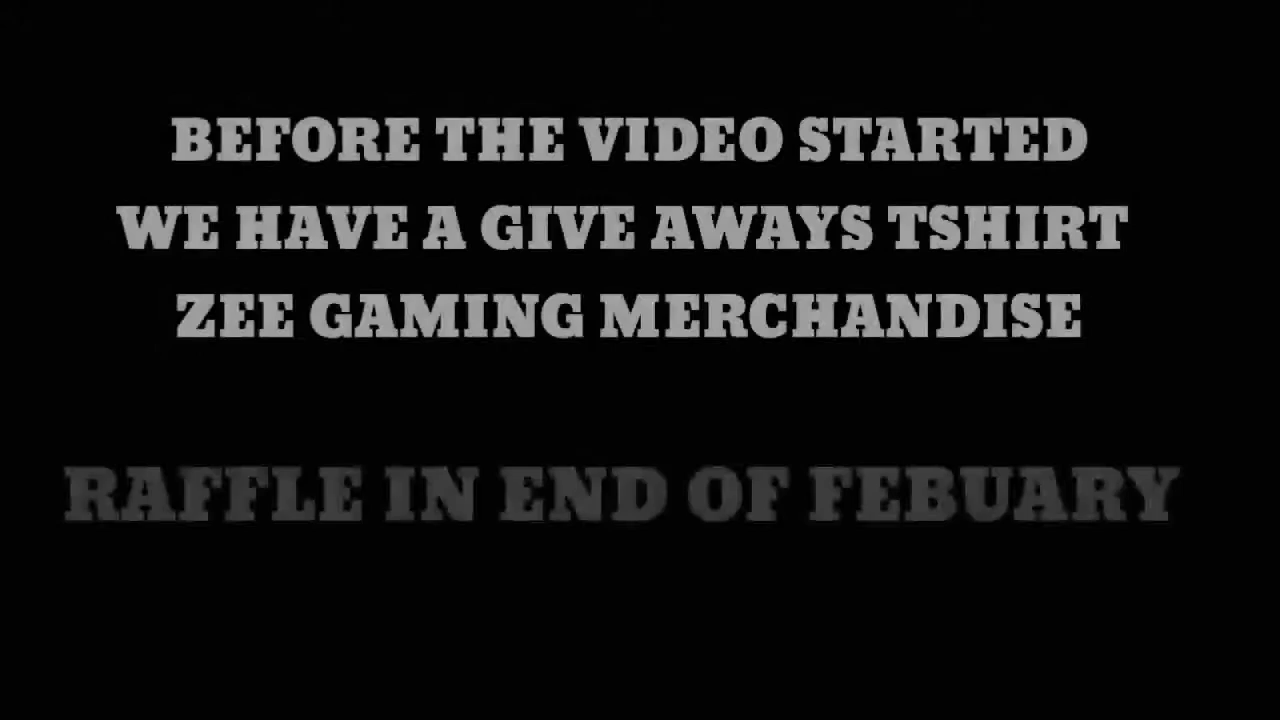 BEFORE THE VIDEO STARTED
WE HAVE A GIVE AWAYS TSHIRT
ZEE GAMING MERCHANDISE
RAFFLE IN END OF FEBUARY